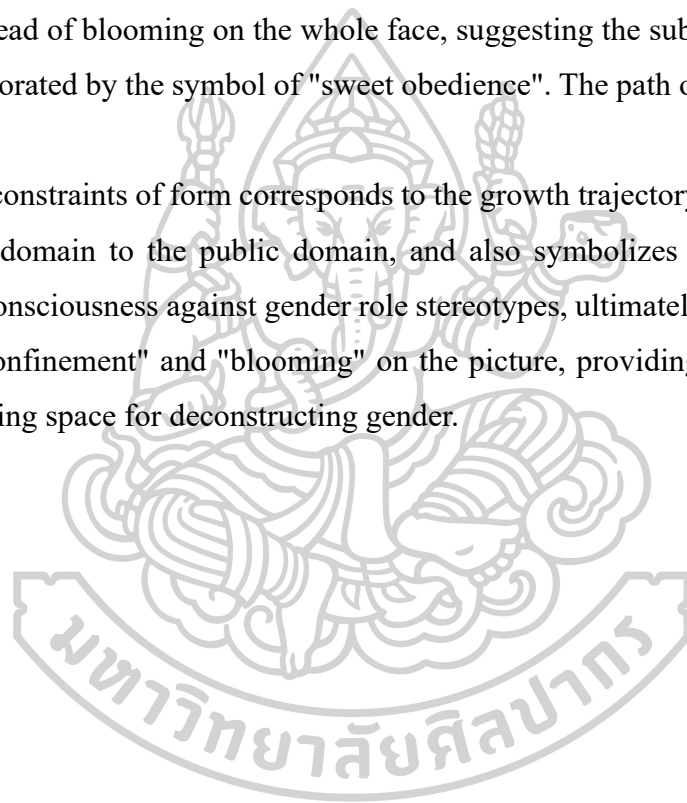 ead of blooming on the whole face, suggesting the sub
orated by the symbol of "sweet obedience". The path o
constraints of form corresponds to the growth trajectory
domain to the public domain, and also symbolizes
onsciousness against gender role stereotypes, ultimatel
onfinement" and "blooming" on the picture, providing
ing space for deconstructing gender.
มหาวิทยาลัยศิลปากร